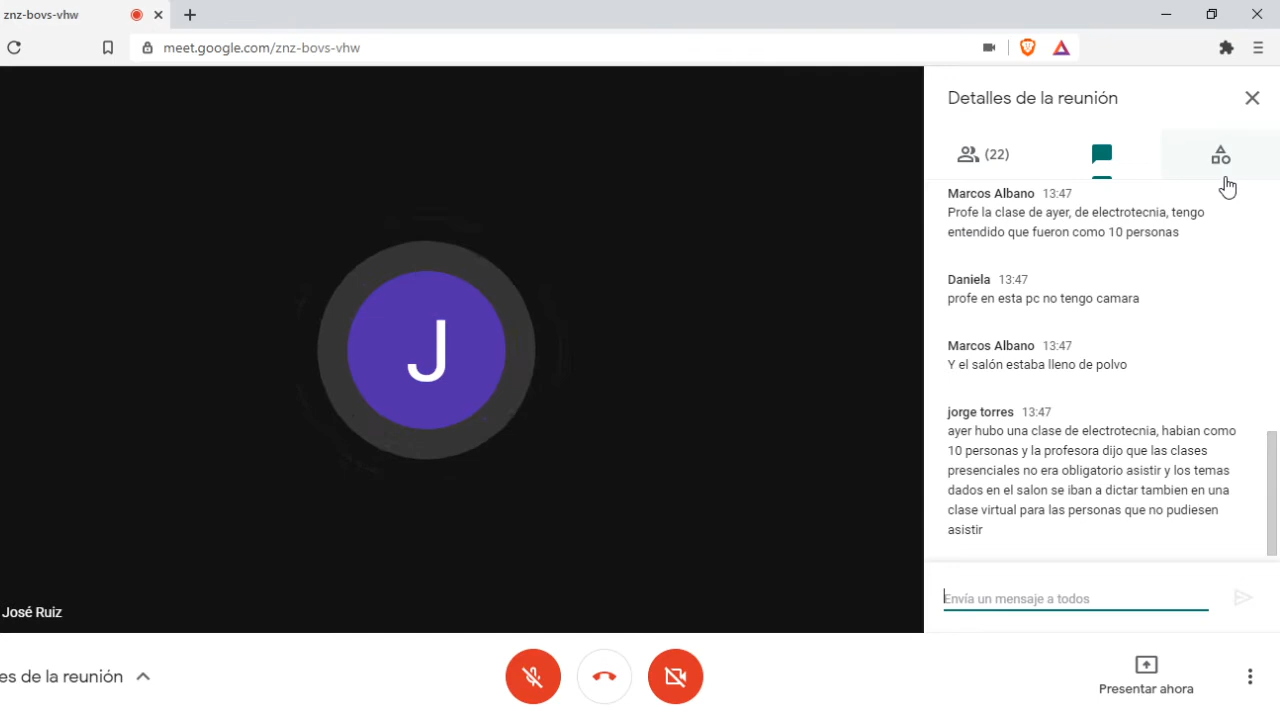 znz-bovs-vhw
meet.google.com/znz-bovs-vhw
Detalles de la reunión
(22)
Marcos Albano 13:47
Profe la clase de ayer, de electrotecnia, tengo
entendido que fueron como 10 personas
Daniela 13:47
profe en esta pc no tengo camara
Marcos Albano 13:47
Y el salón estaba lleno de polvo
jorge torres 13:47
ayer hubo una clase de electrotecnia, habian como
10 personas y la profesora dijo que las clases
presenciales no era obligatorio asistir y los temas
dados en el salon se iban a dictar tambien en una
clase virtual para las personas que no pudiesen
asistir
Envía un mensaje a todos
J
José Ruiz
es de la reunión
Presentar ahora